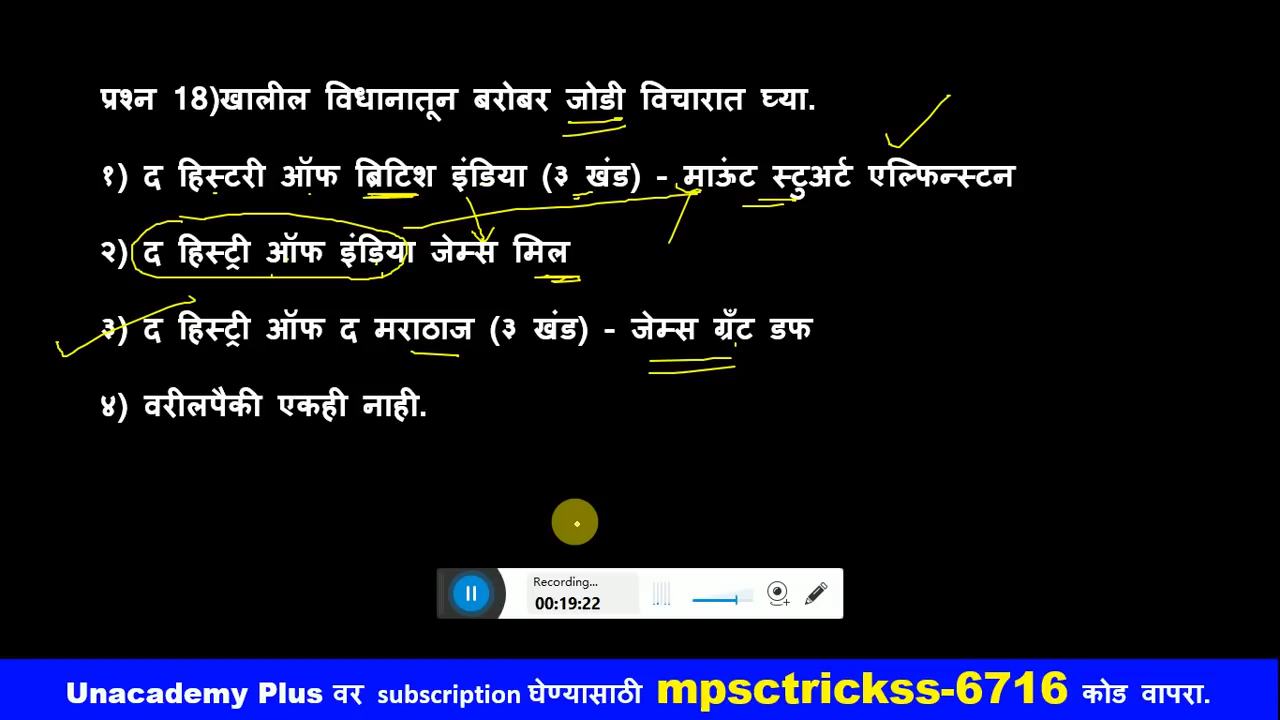 प्रश्न 18)खालील विधानातून बरोबर जोडी विचारात घ्या.
१) द हिस्टरी ऑफ ब्रिटिश इंडिया (३ खंड) - माऊंट स्टुअर्ट एल्फिन्स्टन
२) द हिस्ट्री ऑफ इंडिया जेम्स मिल
३) द हिस्ट्री ऑफ द मराठाज (३ खंड) - जेम्स ग्रँट डफ
४) वरीलपैकी एकही नाही.
Recording...
00:19:22
Unacademy Plus वर subscription घेण्यासाठी mpsctrickss-6716 कोड वापरा.